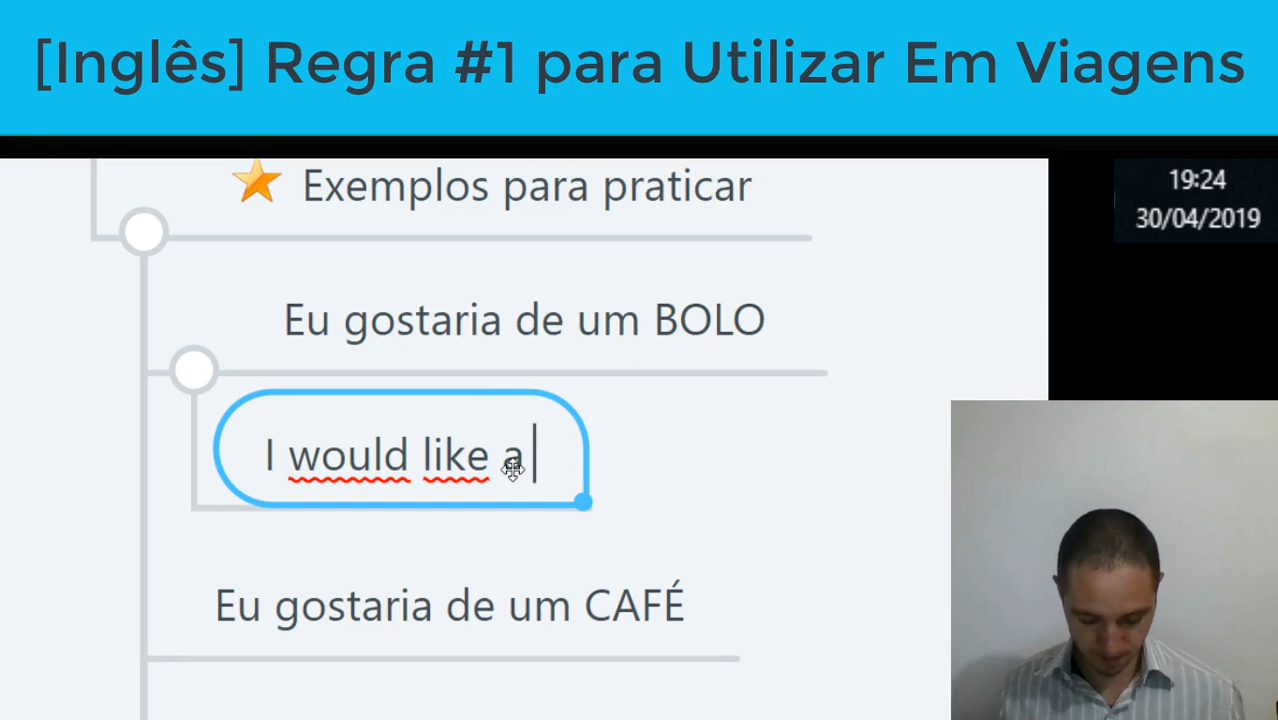 [Inglês] Regra #1 para Utilizar Em Viagens
19:24
30/04/2019
Exemplos para praticar
Eu gostaria de um BOLO
I would like a
Eu gostaria de um CAFÉ